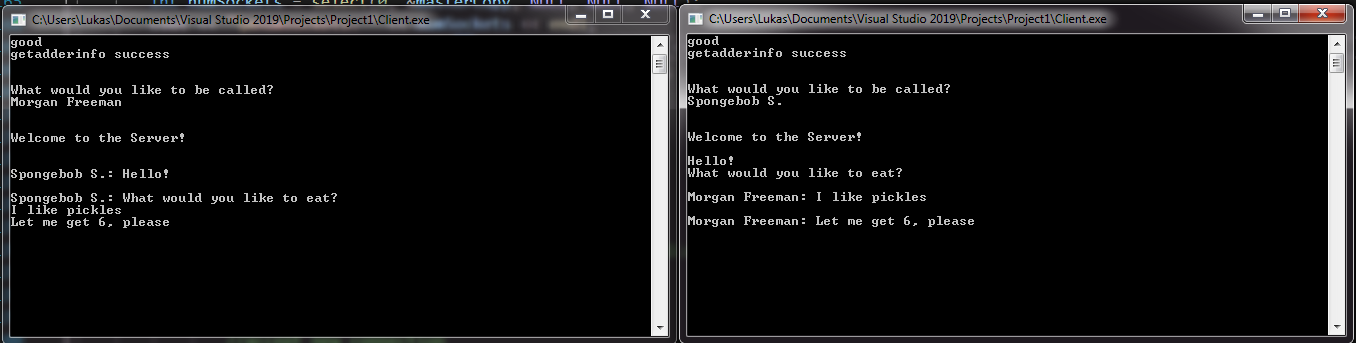 C:\Users\Lukas\Documents\Visual Studio 2019\Projects\Project1\Client.exe
good
getadderinfo success
What would you like to be called?
Morgan Freeman
Welcome to the Server!
Spongebob S.: Hello!
Spongebob S.: What would you like to eat?
I like pickles
Let me get 6, please
C:\Users\Lukas\Documents\Visual Studio 2019\Projects\Project1\Client.exe
good
getadderinfo success
What would you like to be called?
Spongebob S.
Welcome to the Server!
Hello!
What would you like to eat?
Morgan Freeman: I like pickles
Morgan Freeman: Let me get 6, please